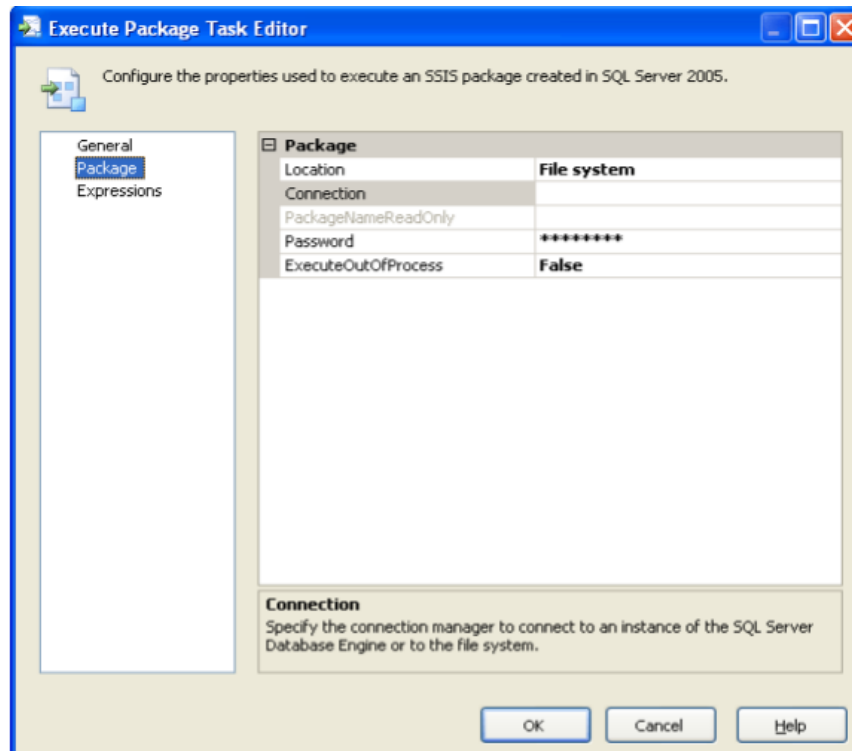 Execute Package Task Editor
Configure the properties used to execute an SSIS package created in SQL Server 2005.
General
Package
Expressions
Package
Location File system
Connection
PackageNameReadOnly
Password ********
ExecuteOutOfProcess False
Connection
Specify the connection manager to connect to an instance of the SQL Server
Database Engine or to the file system.
OK Cancel Help